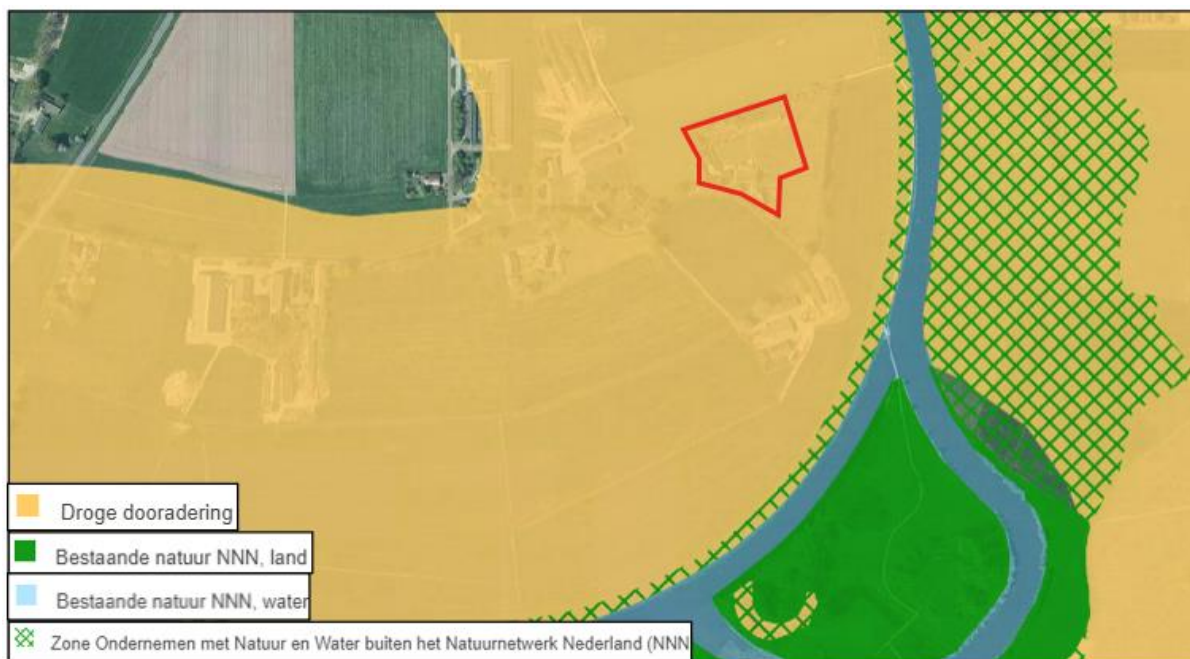 Droge dooradering
Bestaande natuur NNN, land
Bestaande natuur NNN, water
Zone Ondernemen met Natuur en Water buiten het Natuurnetwerk Nederland (NNN